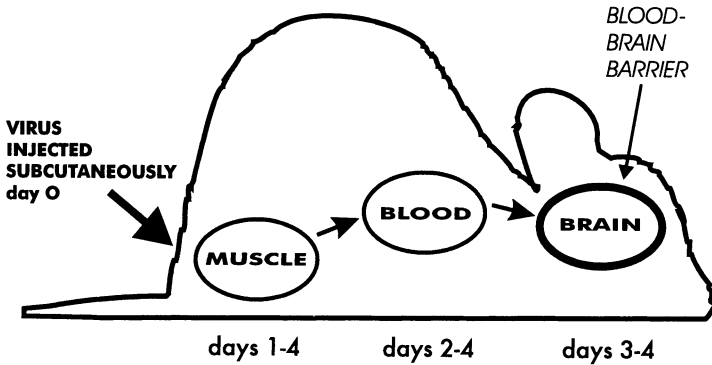 BLOOD-
BRAIN
BARRIER
VIRUS
INJECTED
SUBCUTANEOUSLY
day O
MUSCLE
BLOOD
BRAIN
days 1-4
days 2-4
days 3-4